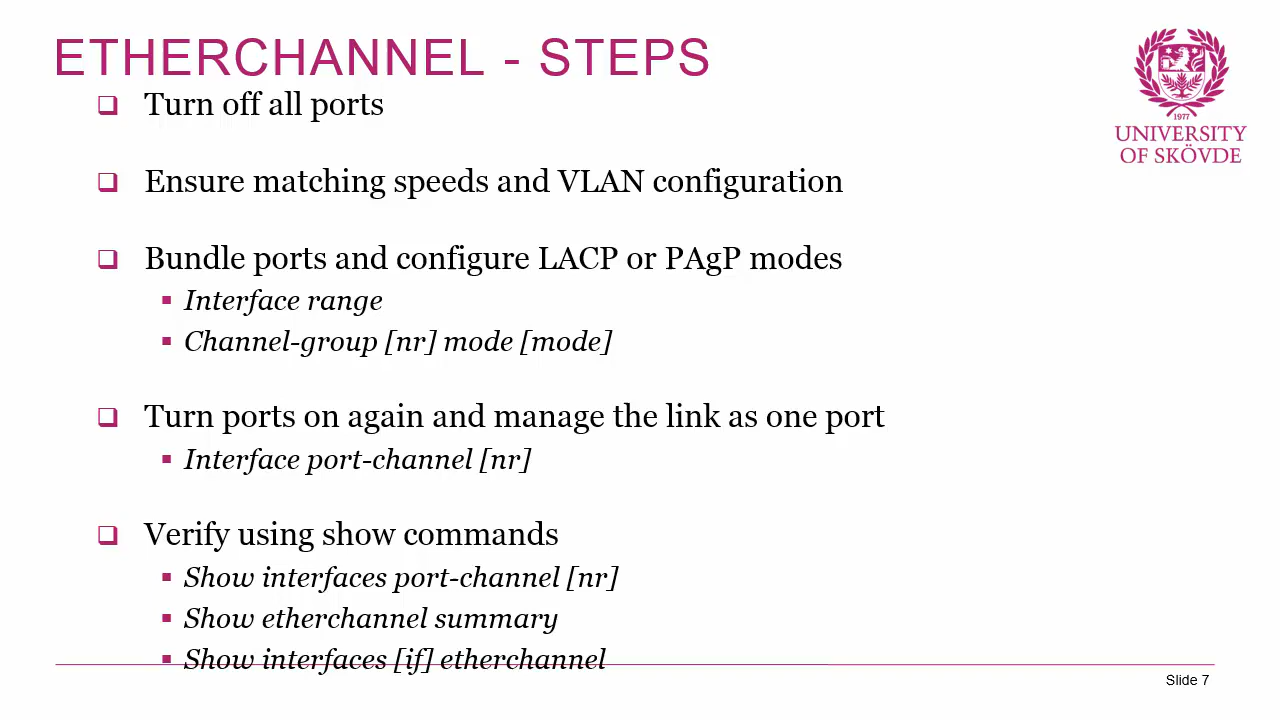 ETHERCHANNEL - STEPS
Turn off all ports
Ensure matching speeds and VLAN configuration
Bundle ports and configure LACP or PAgP modes
Interface range
Channel-group [nr] mode [mode]
Turn ports on again and manage the link as one port
Interface port-channel [nr]
Verify using show commands
Show interfaces port-channel [nr]
Show etherchannel summary
Show interfaces [if] etherchannel
1977
UNIVERSITY
OF SKÖVDE
Slide 7